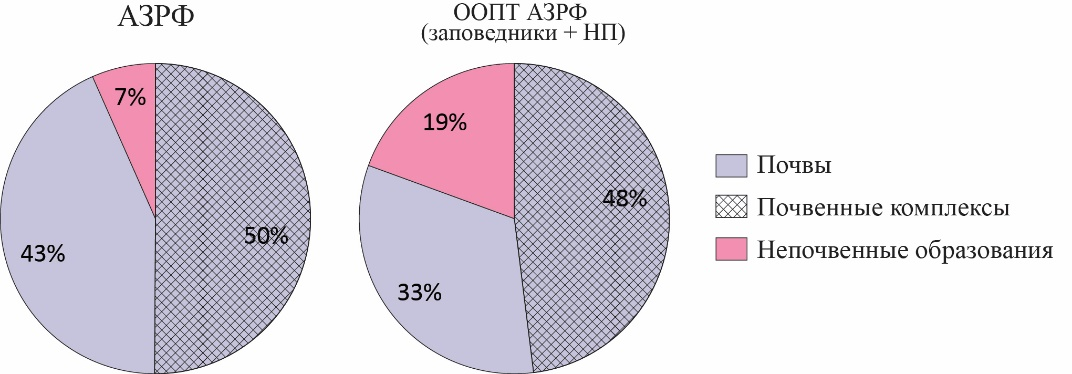 АЗРФ
ООПТ АЗРФ
(заповедники + НП)
7%
43%
50%
19%
33%
48%
Почвы
Почвенные комплексы
Непочвенные образования